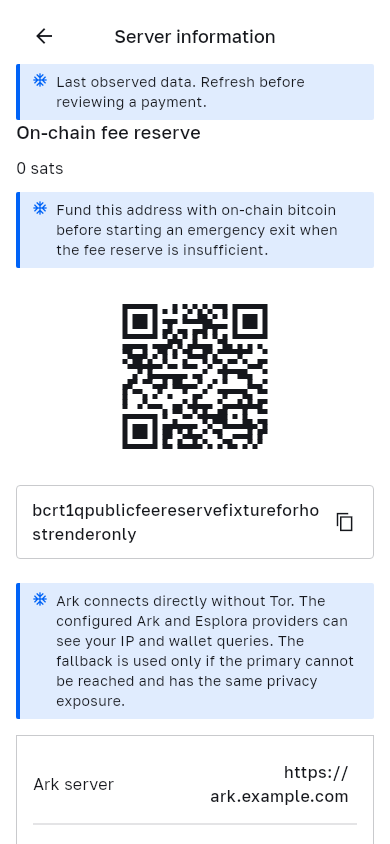 Server information
Last observed data. Refresh before
reviewing a payment.
On-chain fee reserve
0 sats
Fund this address with on-chain bitcoin
before starting an emergency exit when
the fee reserve is insufficient.
bcrt1qpublicfeereservefixtureforho
strenderonly
Ark connects directly without Tor. The
configured Ark and Esplora providers can
see your IP and wallet queries. The
fallback is used only if the primary cannot
be reached and has the same privacy
exposure.
Ark server
https://
ark.example.com